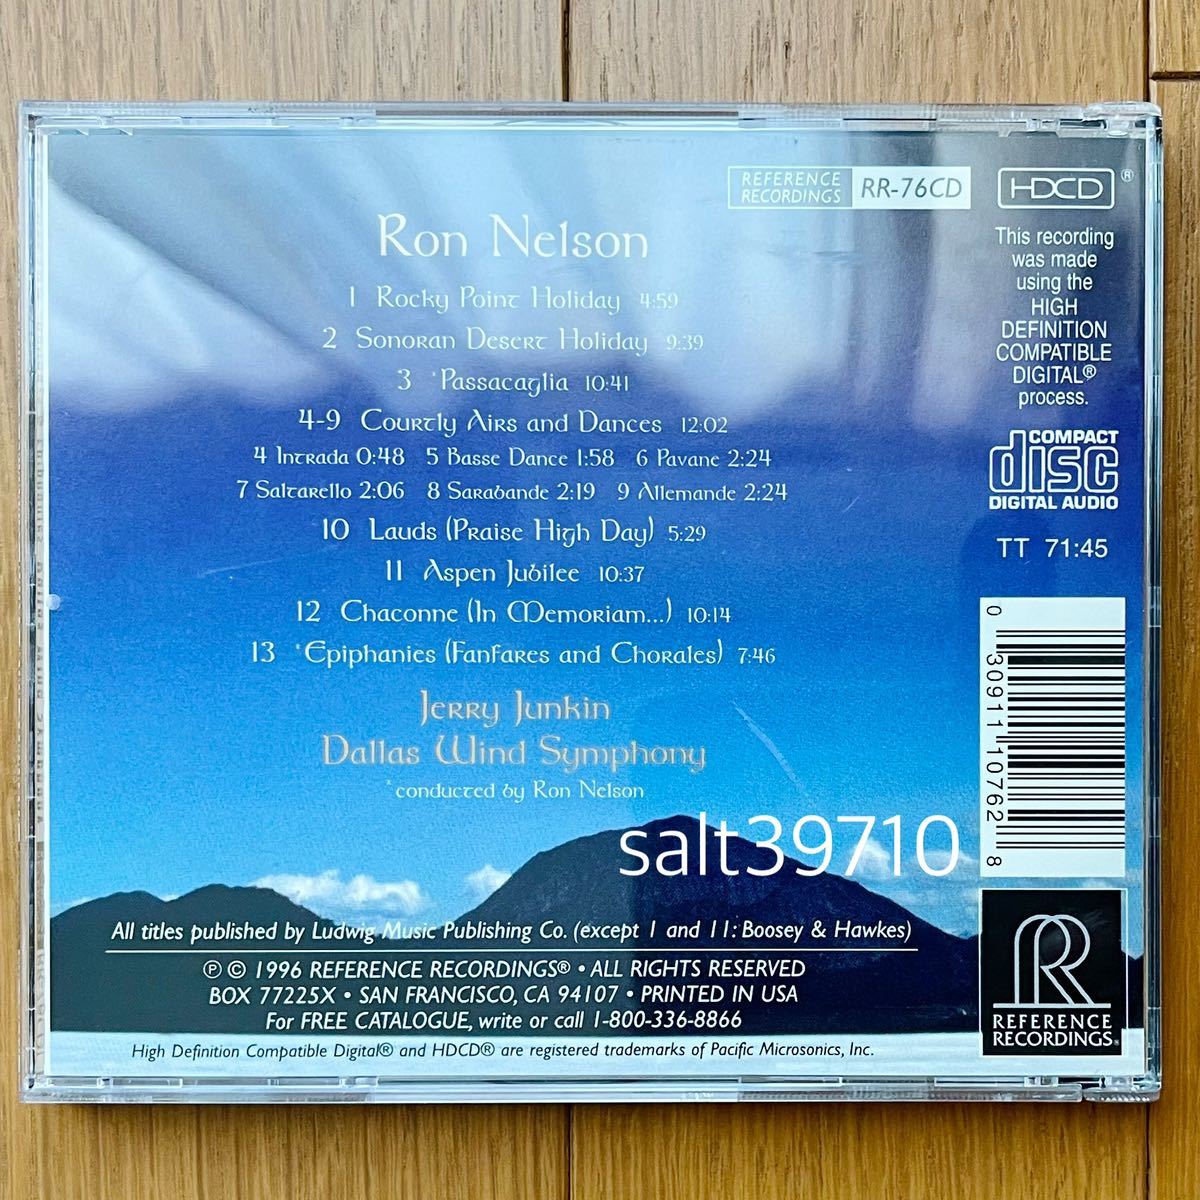 REFERENCE RECORDINGS RR-76CD
HDCD®
This recording
was made
using the
HIGH
DEFINITION
COMPATIBLE
DIGITAL®
process.
COMPACT
disc
DIGITAL AUDIO
TT 71:45
Ron Nelson
1 Rocky Point Holiday 4:59
2 Sonoran Desert Holiday 9:39
3 *Passacaglia 10:41
4-9 Courtly Airs and Dances 12:02
4 Intrada 0:48 5 Basse Dance 1:58 6 Pavane 2:24
7 Saltarello 2:06 8 Sarabande 2:19 9 Allemande 2:24
10 Lauds (Praise High Day) 5:29
11 Aspen Jubilee 10:37
12 Chaconne (In Memoriam...) 10:14
13 *Epiphanies (Fanfares and Chorales) 7:46
Jerry Junkin
Dallas Wind Symphony
*conducted by Ron Nelson
0 30911 10762 8
salt39710
All titles published by Ludwig Music Publishing Co. (except 1 and 11: Boosey & Hawkes)
℗ © 1996 REFERENCE RECORDINGS® • ALL RIGHTS RESERVED
BOX 77225X • SAN FRANCISCO, CA 94107 • PRINTED IN USA
For FREE CATALOGUE, write or call 1-800-336-8866
High Definition Compatible Digital® and HDCD® are registered trademarks of Pacific Microsonics, Inc.
RR
REFERENCE
RECORDINGS®